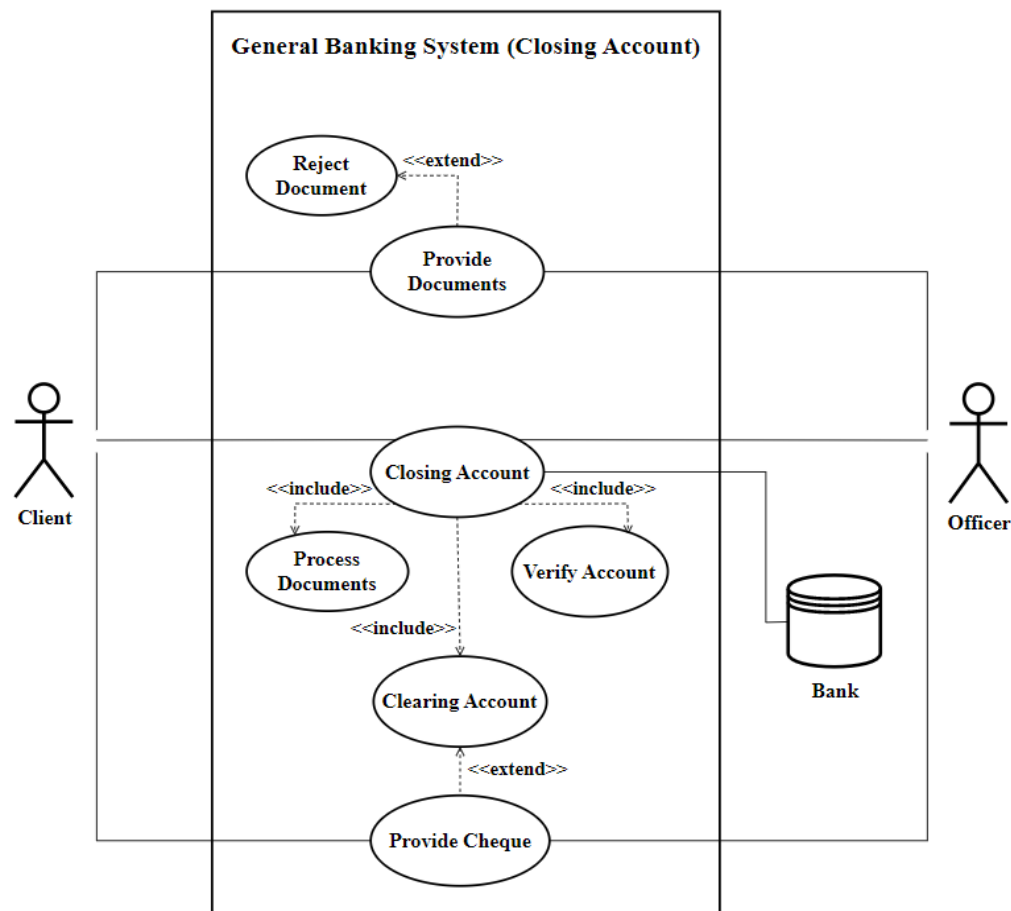 General Banking System (Closing Account)
<<extend>>
Reject
Document
Provide
Documents
Client
Officer
Closing Account
<<include>>
<<include>>
Process
Documents
Verify Account
<<include>>
Clearing Account
Bank
<<extend>>
Provide Cheque